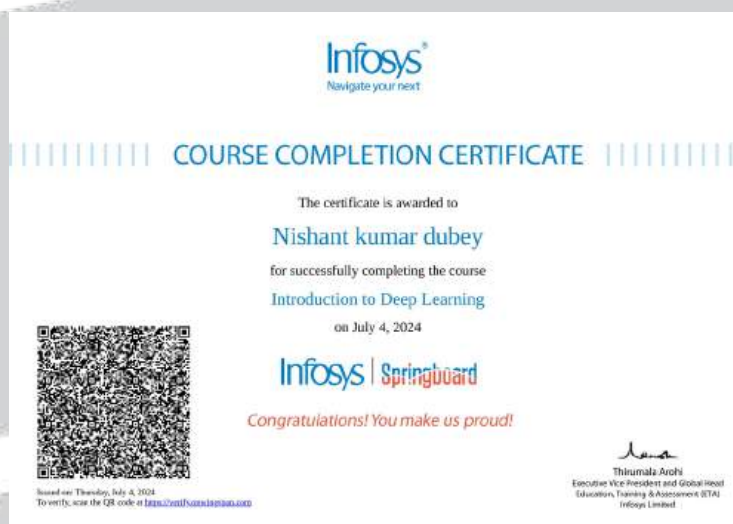 Infosys®
Navigate your next
COURSE COMPLETION CERTIFICATE
The certificate is awarded to
Nishant kumar dubey
for successfully completing the course
Introduction to Deep Learning
on July 4, 2024
Infosys | Springboard
Congratulations! You make us proud!
Issued on: Thursday, July 4, 2024
To verify, scan the QR code at
Thirumala Arohi
Executive Vice President and Global Head
Education, Training & Assessment (ETA)
Infosys Limited